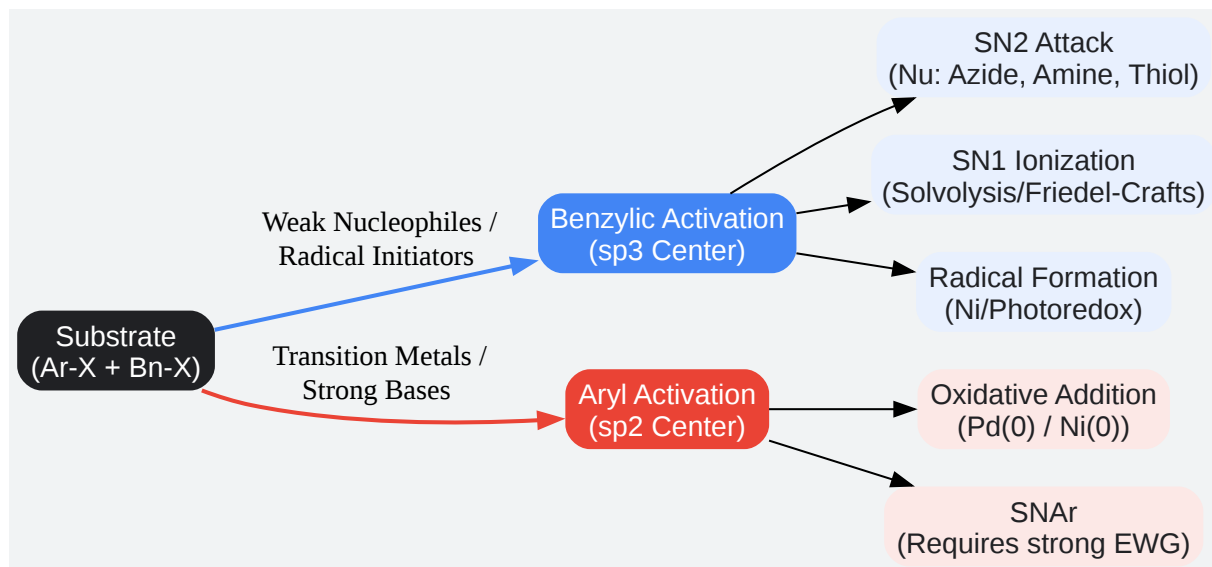 Substrate
(Ar-X + Bn-X)
Weak Nucleophiles /
Radical Initiators
Transition Metals /
Strong Bases
Benzylic Activation
(sp3 Center)
Aryl Activation
(sp2 Center)
SN2 Attack
(Nu: Azide, Amine, Thiol)
SN1 Ionization
(Solvolysis/Friedel-Crafts)
Radical Formation
(Ni/Photoredox)
Oxidative Addition
(Pd(0) / Ni(0))
SNAr
(Requires strong EWG)